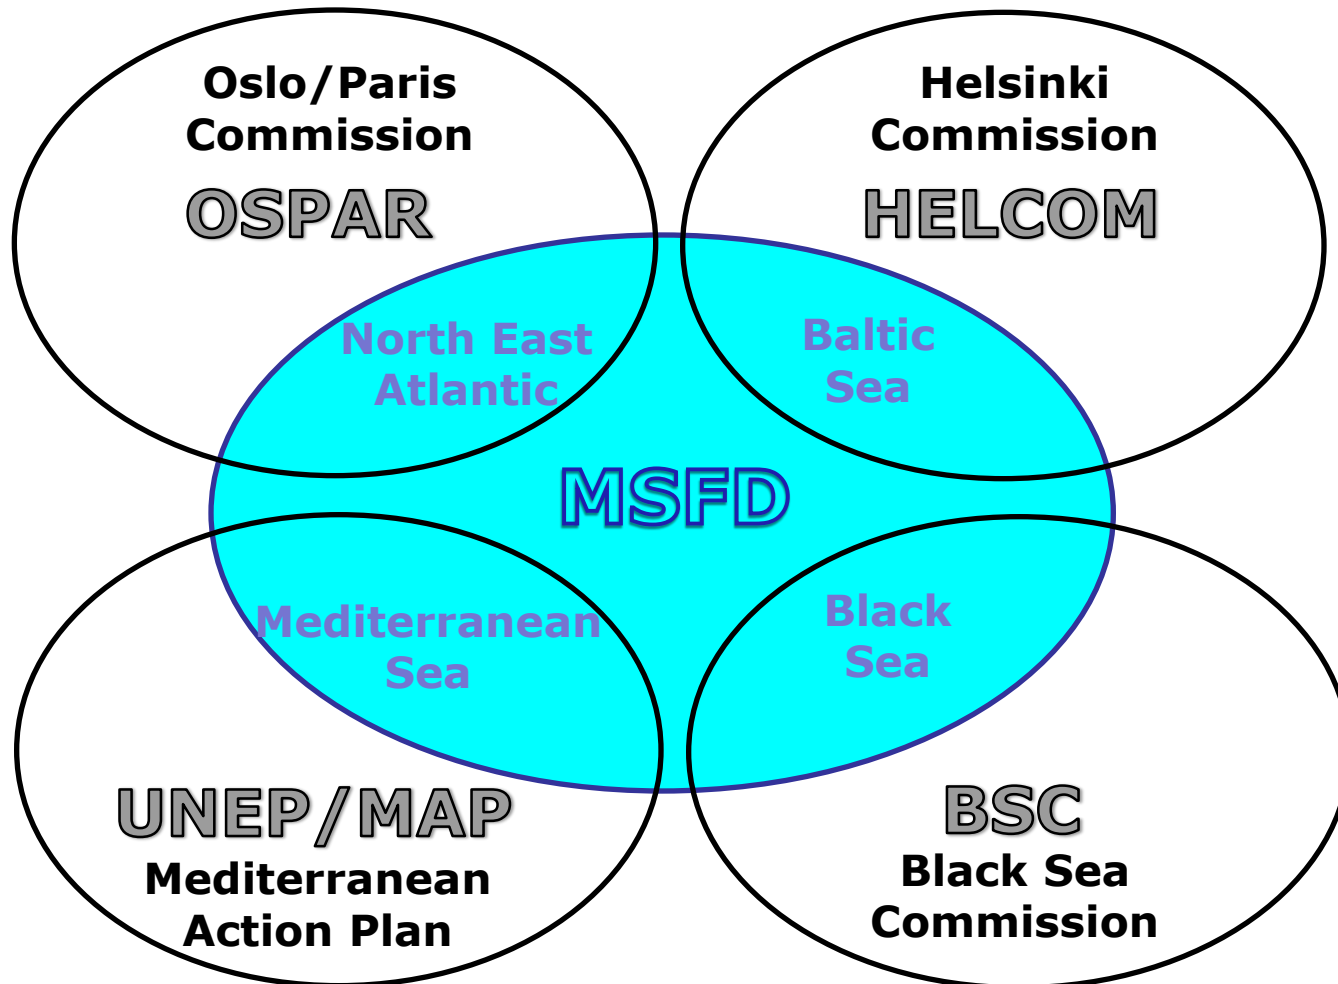 Oslo/Paris
Commission
OSPAR
Helsinki
Commission
HELCOM
North East
Atlantic
Baltic
Sea
MSFD
Mediterranean
Sea
Black
Sea
UNEP/MAP
Mediterranean
Action Plan
BSC
Black Sea
Commission